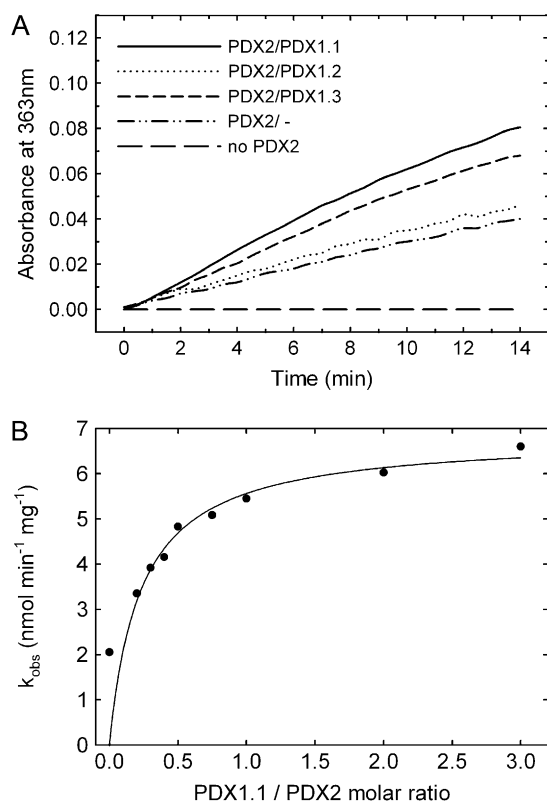 A
0.12
0.10
0.08
0.06
0.04
0.02
0.00
Absorbance at 363nm
PDX2/PDX1.1
PDX2/PDX1.2
PDX2/PDX1.3
PDX2/ -
no PDX2
0 2 4 6 8 10 12 14
Time (min)
B
7
6
5
4
3
2
1
0
k_obs (nmol min⁻¹ mg⁻¹)
0.0 0.5 1.0 1.5 2.0 2.5 3.0
PDX1.1 / PDX2 molar ratio